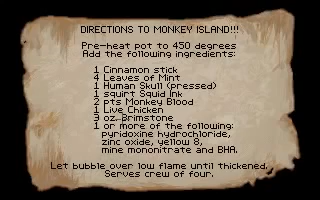 DIRECTIONS TO MONKEY ISLAND!!!
Pre-heat pot to 450 degrees
Add the following ingredients:
1 Cinnamon stick
4 Leaves of Mint
1 Human Skull (pressed)
1 squirt Squid Ink
2 pts Monkey Blood
1 Live Chicken
3 oz. Brimstone
1 or more of the following:
pyridoxine hydrochloride,
zinc oxide, yellow 8,
mine mononitrate and BHA.
Let bubble over low flame until thickened.
Serves crew of four.